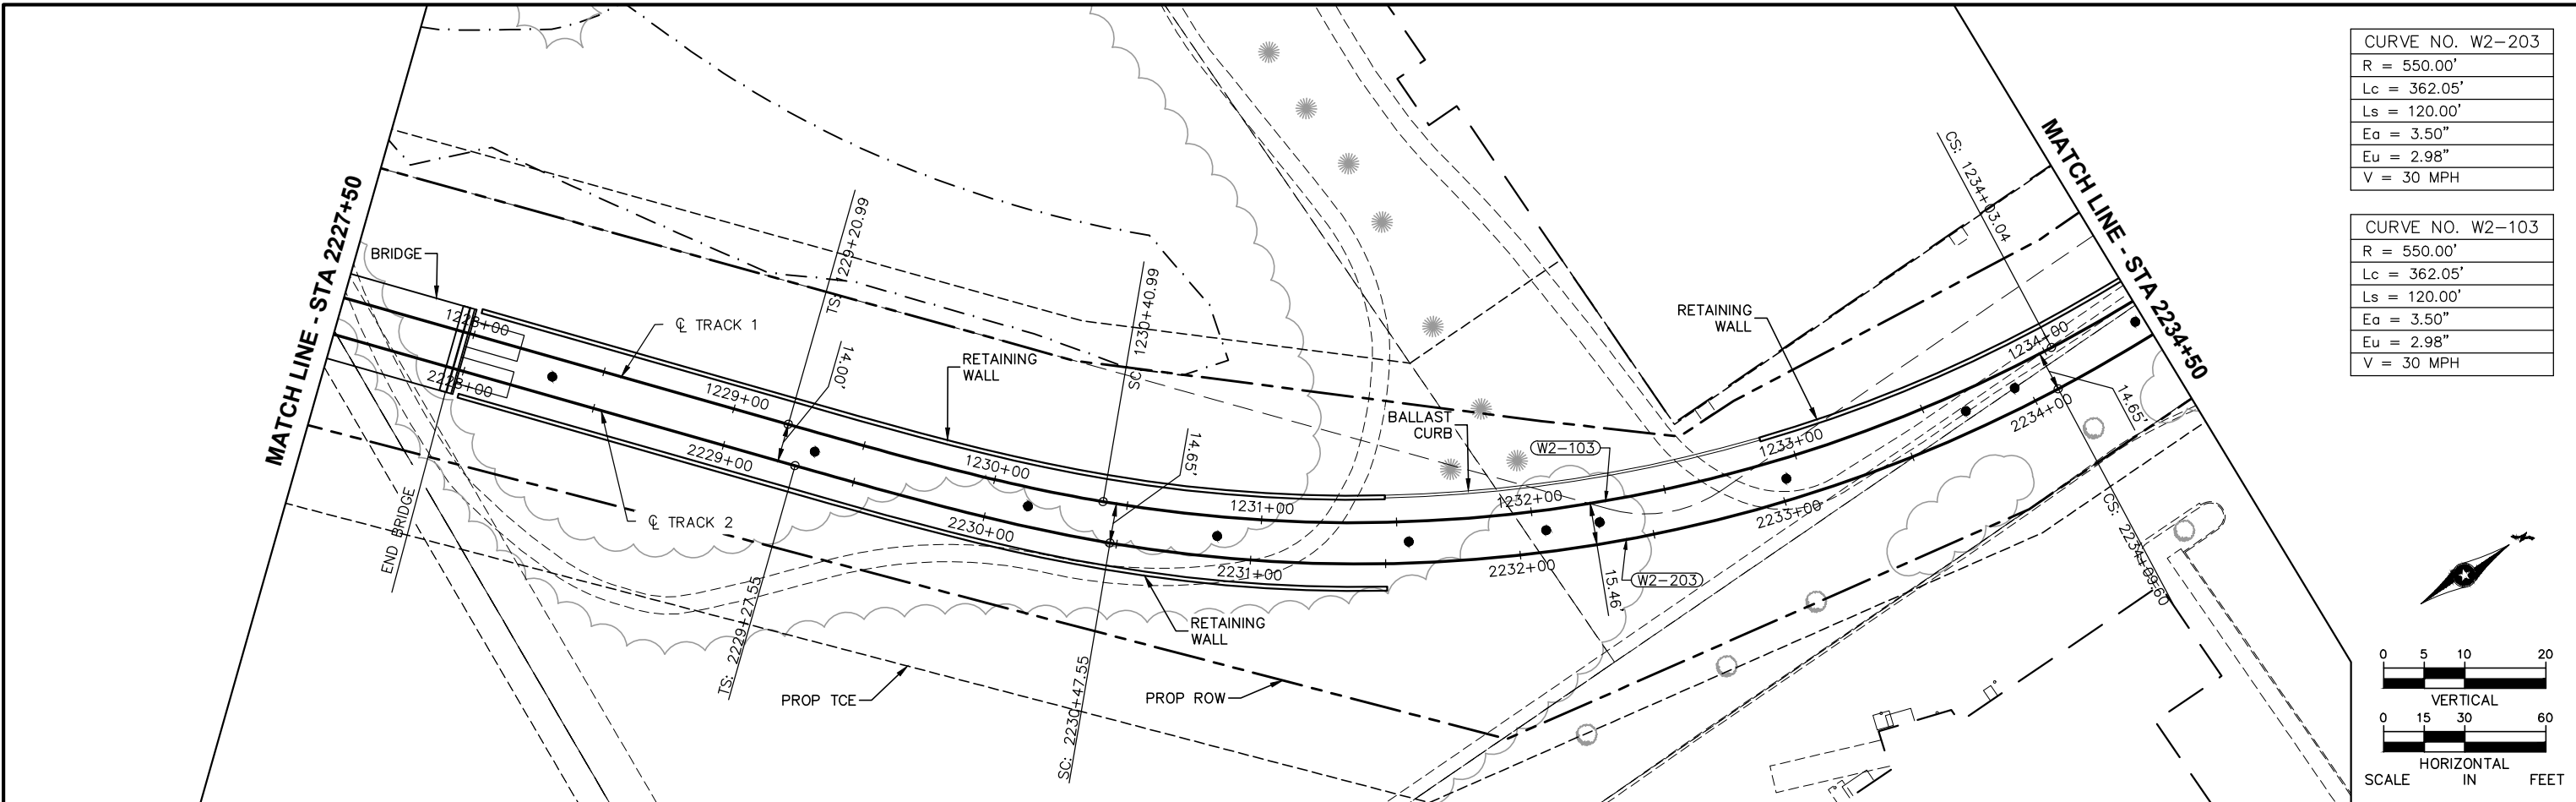 MATCH LINE - STA 2227+50
BRIDGE
END BRIDGE
1228+00
2228+00
℄ TRACK 1
℄ TRACK 2
1229+00
2229+00
TS: 1229+20.99
14.00'
TS: 2229+27.55
RETAINING
WALL
1230+00
2230+00
SC: 1230+40.99
14.65'
SC: 2230+47.55
PROP TCE
RETAINING
WALL
PROP ROW
1231+00
2231+00
BALLAST
CURB
W2-103
1232+00
2232+00
15.46'
W2-203
RETAINING
WALL
1233+00
2233+00
CS: 1234+03.04
1234+00
2234+00
14.65'
CS: 2234+09.60
MATCH LINE - STA 2234+50
CURVE NO. W2-203
R = 550.00'
Lc = 362.05'
Ls = 120.00'
Ea = 3.50"
Eu = 2.98"
V = 30 MPH
CURVE NO. W2-103
R = 550.00'
Lc = 362.05'
Ls = 120.00'
Ea = 3.50"
Eu = 2.98"
V = 30 MPH
0 5 10 20
VERTICAL
0 15 30 60
HORIZONTAL
SCALE IN FEET